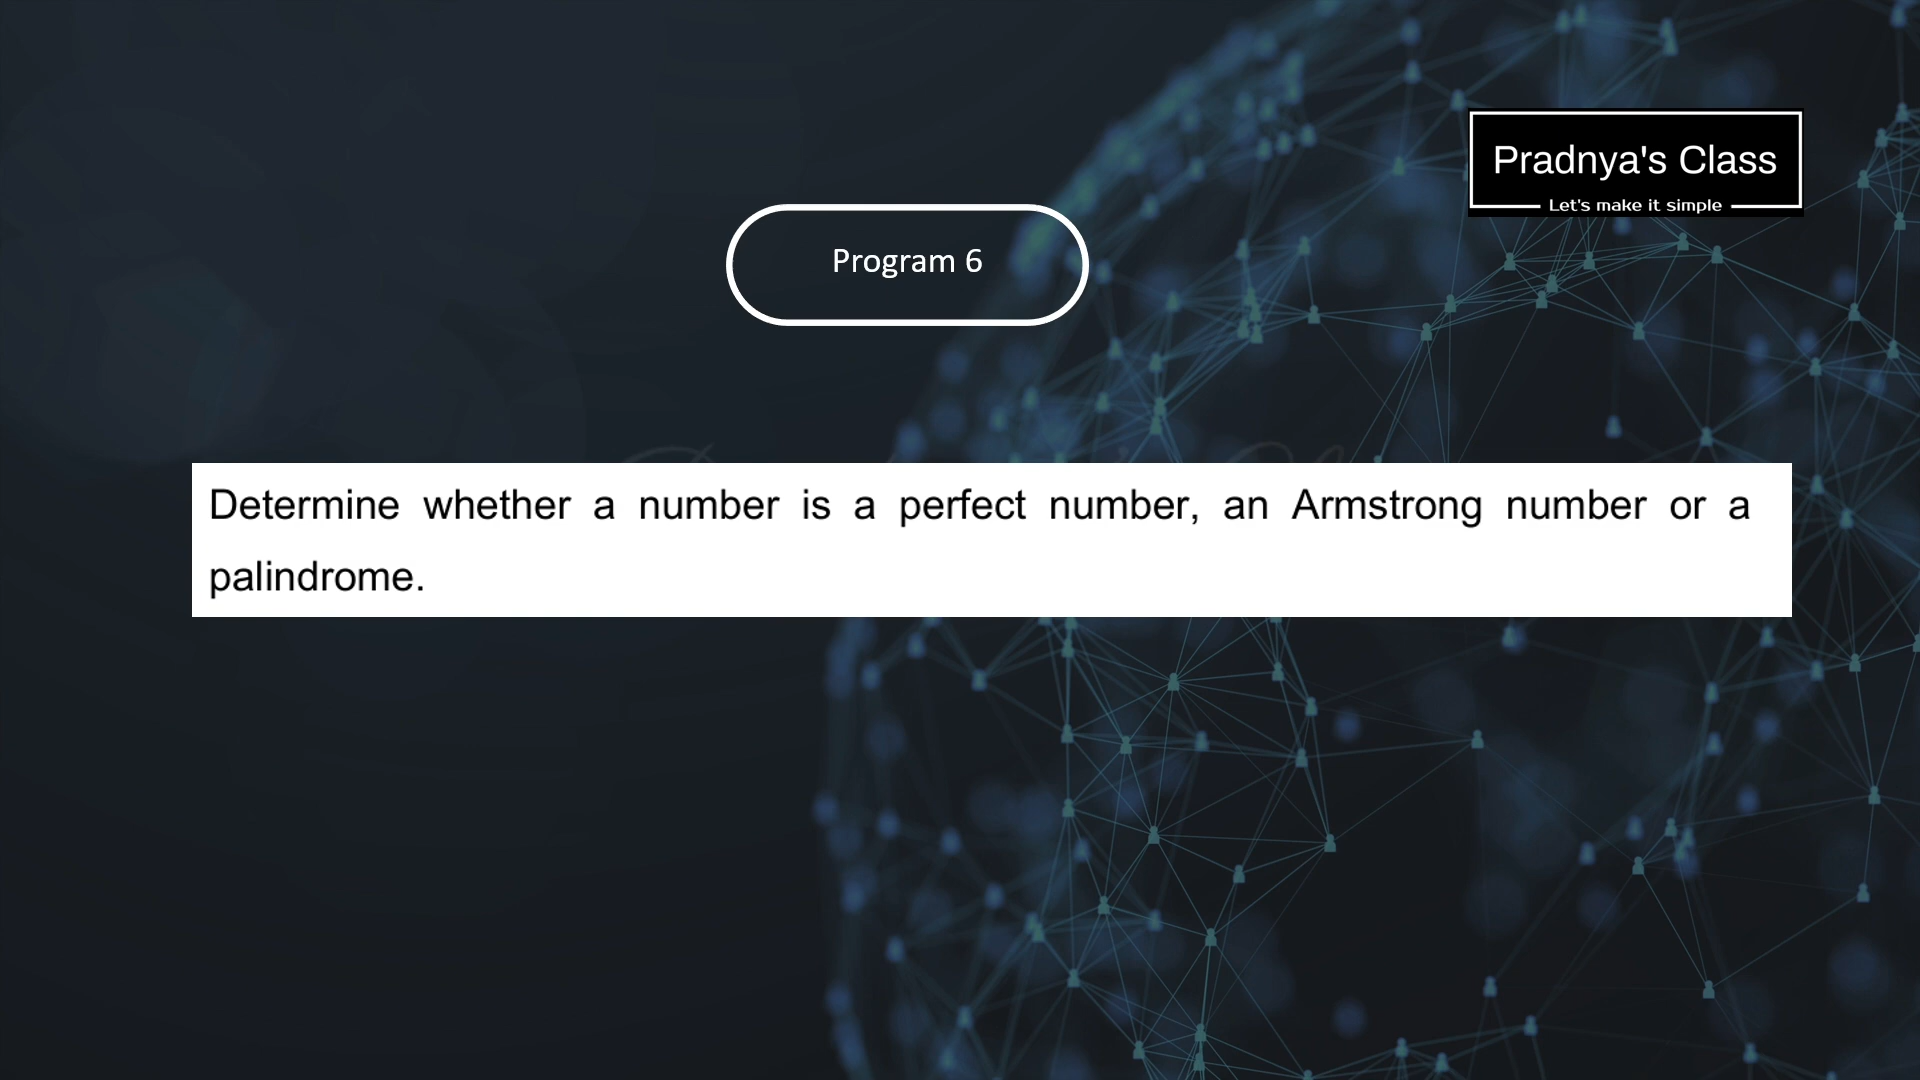 Pradnya's Class
Let's make it simple
Program 6
Determine whether a number is a perfect number, an Armstrong number or a
palindrome.